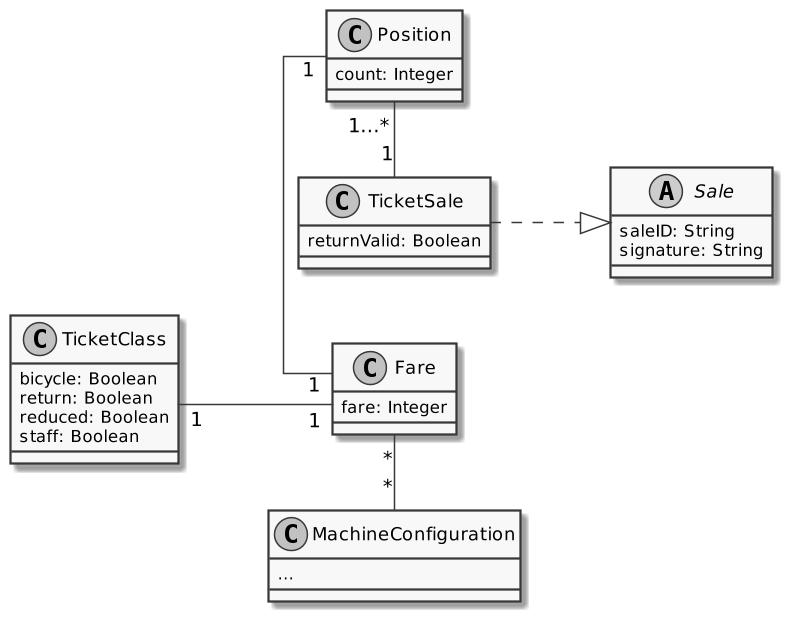 C Position
count: Integer
1
1...*
1
C TicketSale
returnValid: Boolean
A Sale
saleID: String
signature: String
C TicketClass
bicycle: Boolean
return: Boolean
reduced: Boolean
staff: Boolean
1
1
1
C Fare
fare: Integer
*
*
C MachineConfiguration
...